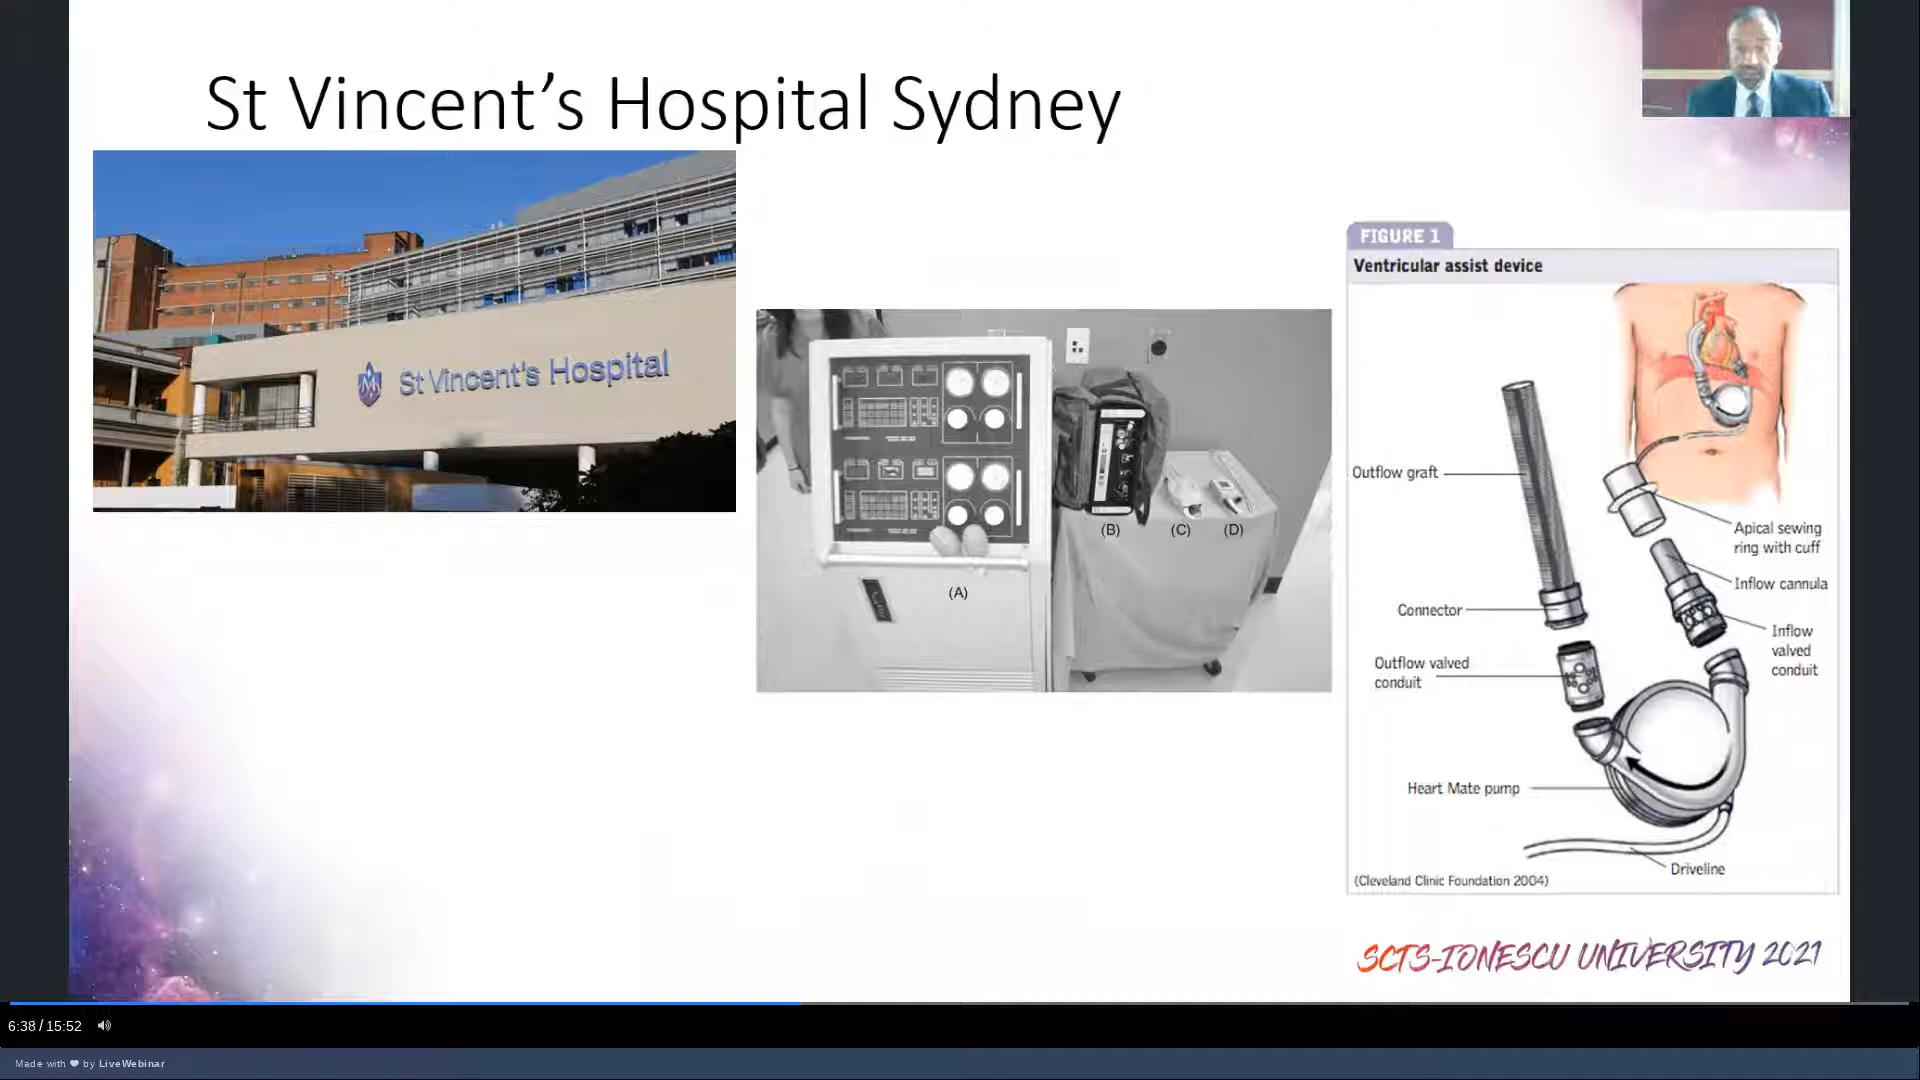 St Vincent’s Hospital Sydney
St Vincent's Hospital
(A)
(B)
(C)
(D)
FIGURE 1
Ventricular assist device
Outflow graft
Apical sewing
ring with cuff
Inflow cannula
Connector
Inflow
valved
conduit
Outflow valved
conduit
Heart Mate pump
Driveline
(Cleveland Clinic Foundation 2004)
SCTS-IONESCU UNIVERSITY 2021
6:38 / 15:52
Made with ❤ by LiveWebinar